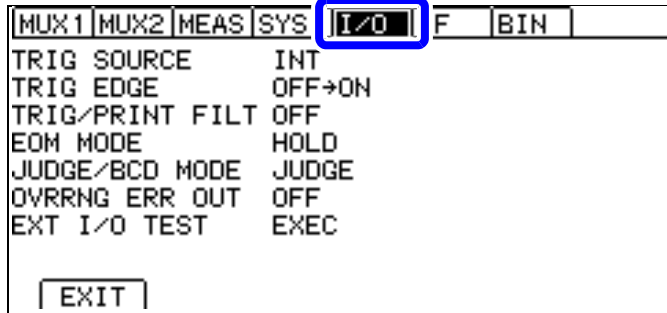 MUX1 MUX2 MEAS SYS I/O F BIN
TRIG SOURCE INT
TRIG EDGE OFF→ON
TRIG/PRINT FILT OFF
EOM MODE HOLD
JUDGE/BCD MODE JUDGE
OVRRNG ERR OUT OFF
EXT I/O TEST EXEC
EXIT